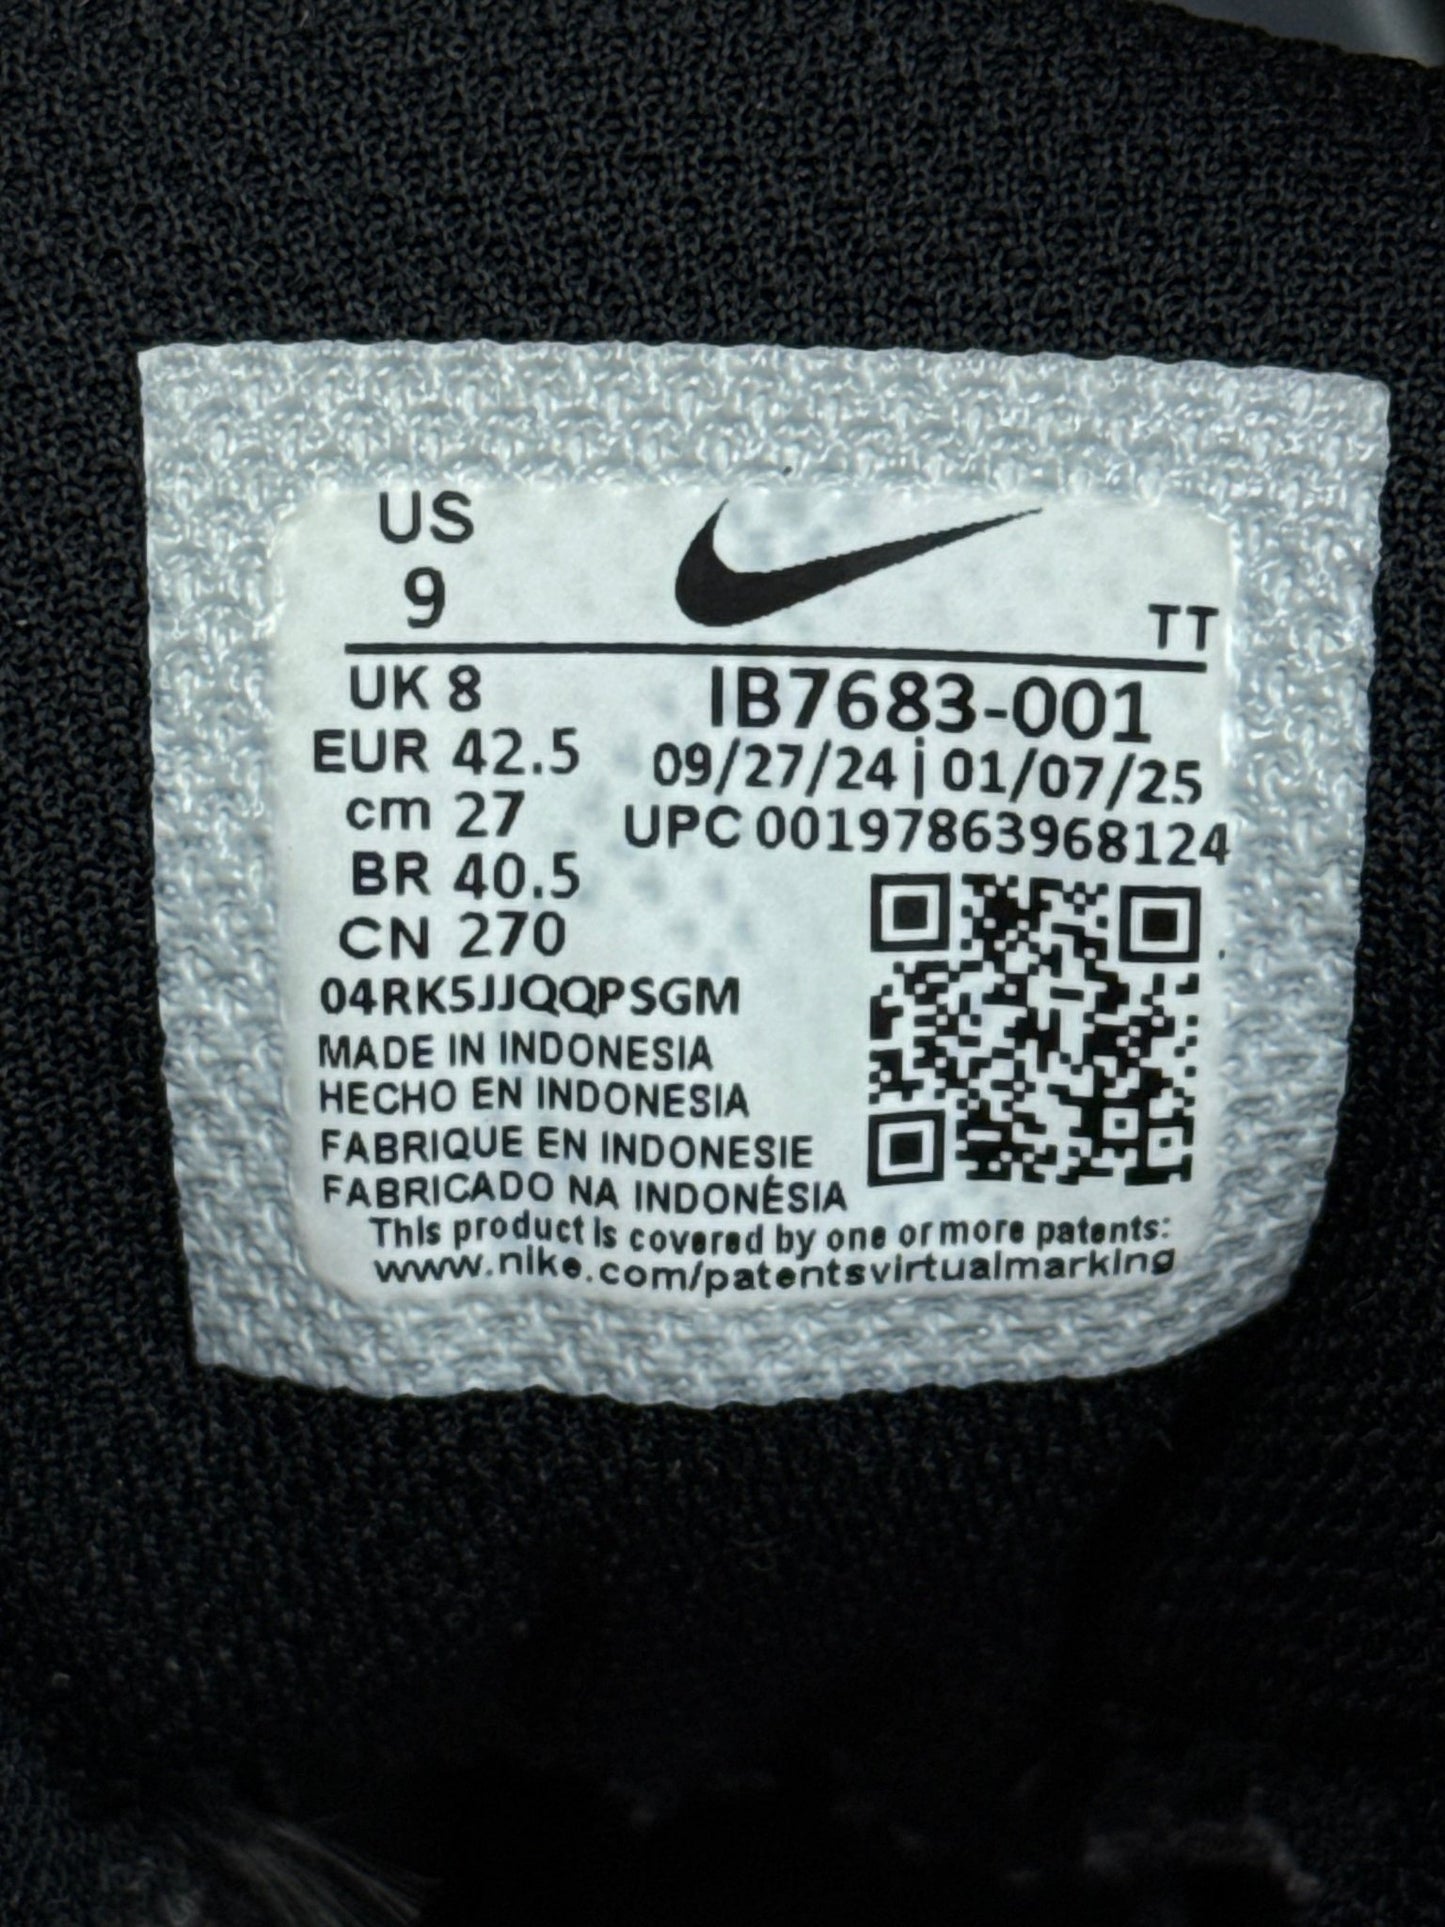 US
9
TT
UK 8
IB7683-001
EUR 42.5
09/27/24 | 01/07/25
cm 27
UPC 00197863968124
BR 40.5
CN 270
04RK5JJQQPSGM
MADE IN INDONESIA
HECHO EN INDONESIA
FABRIQUE EN INDONESIE
FABRICADO NA INDONÉSIA
This product is covered by one or more patents:
www.nike.com/patentsvirtualmarking